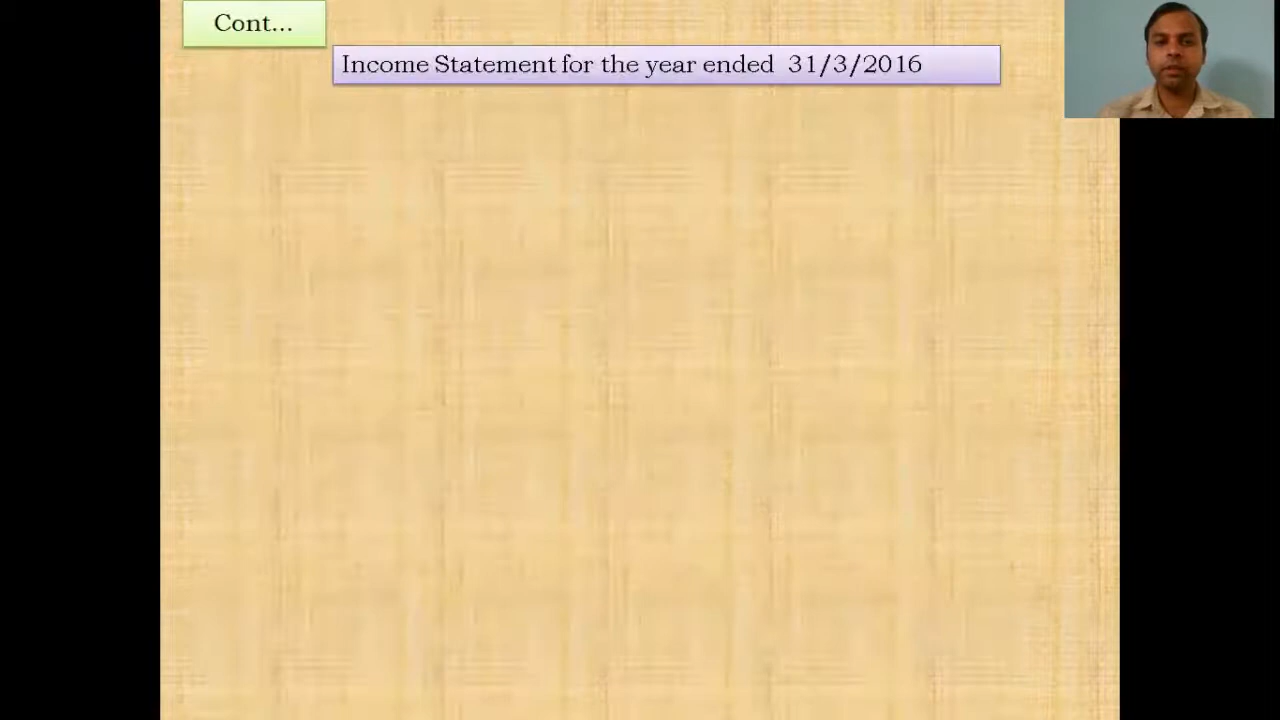 Cont...
Income Statement for the year ended 31/3/2016